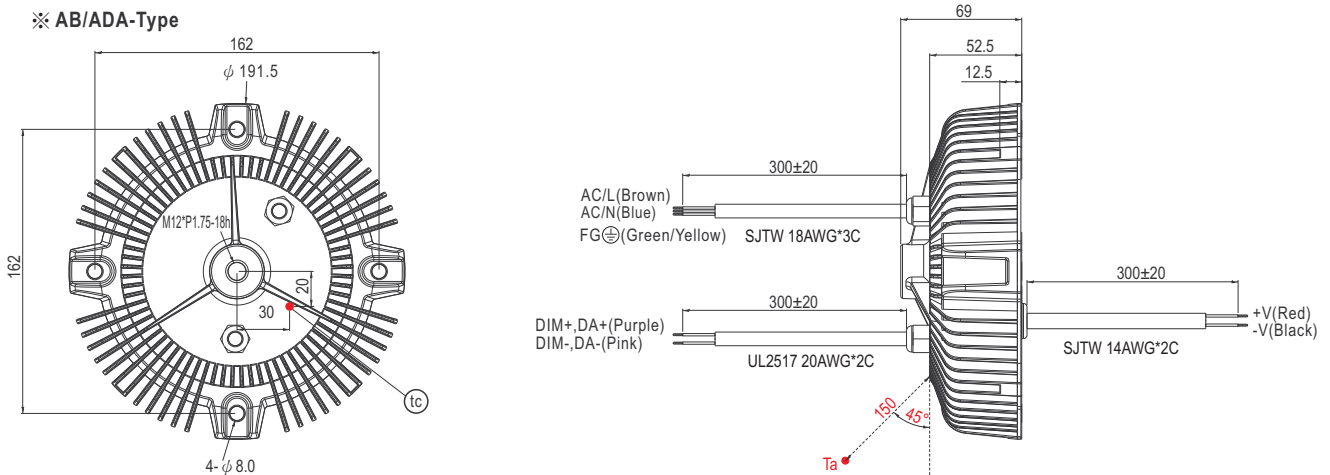 ※ AB/ADA-Type
162
φ 191.5
162
M12*P1.75-18h
20
30
tc
4- φ 8.0
69
52.5
12.5
300±20
AC/L(Brown)
AC/N(Blue)
FG⏚(Green/Yellow)
SJTW 18AWG*3C
300±20
DIM+,DA+(Purple)
DIM-,DA-(Pink)
UL2517 20AWG*2C
300±20
+V(Red)
-V(Black)
SJTW 14AWG*2C
150
45°
Ta